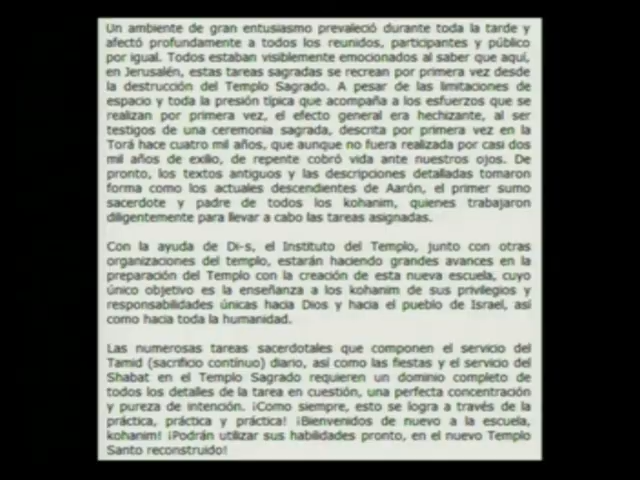 Un ambiente de gran entusiasmo prevaleció durante toda la tarde y
afectó profundamente a todos los reunidos, participantes y público
por igual. Todos estaban visiblemente emocionados al saber que aquí,
en Jerusalén, estas tareas sagradas se recrean por primera vez desde
la destrucción del Templo Sagrado. A pesar de las limitaciones de
espacio y toda la presión típica que acompaña a los esfuerzos que se
realizan por primera vez, el efecto general era hechizante, al ser
testigos de una ceremonia sagrada, descrita por primera vez en la
Torá hace cuatro mil años, que aunque no fuera realizada por casi dos
mil años de exilio, de repente cobró vida ante nuestros ojos. De
pronto, los textos antiguos y las descripciones detalladas tomaron
forma como los actuales descendientes de Aarón, el primer sumo
sacerdote y padre de todos los kohanim, quienes trabajaron
diligentemente para llevar a cabo las tareas asignadas.
Con la ayuda de Di-s, el Instituto del Templo, junto con otras
organizaciones del templo, estarán haciendo grandes avances en la
preparación del Templo con la creación de esta nueva escuela, cuyo
único objetivo es la enseñanza a los kohanim de sus privilegios y
responsabilidades únicas hacia Dios y hacia el pueblo de Israel, así
como hacia toda la humanidad.
Las numerosas tareas sacerdotales que componen el servicio del
Tamid (sacrificio contínuo) diario, así como las fiestas y el servicio del
Shabat en el Templo Sagrado requieren un dominio completo de
todos los detalles de la tarea en cuestión, una perfecta concentración
y pureza de intención. ¡Como siempre, esto se logra a través de la
práctica, práctica y práctica! ¡Bienvenidos de nuevo a la escuela,
kohanim! ¡Podrán utilizar sus habilidades pronto, en el nuevo Templo
Santo reconstruido!